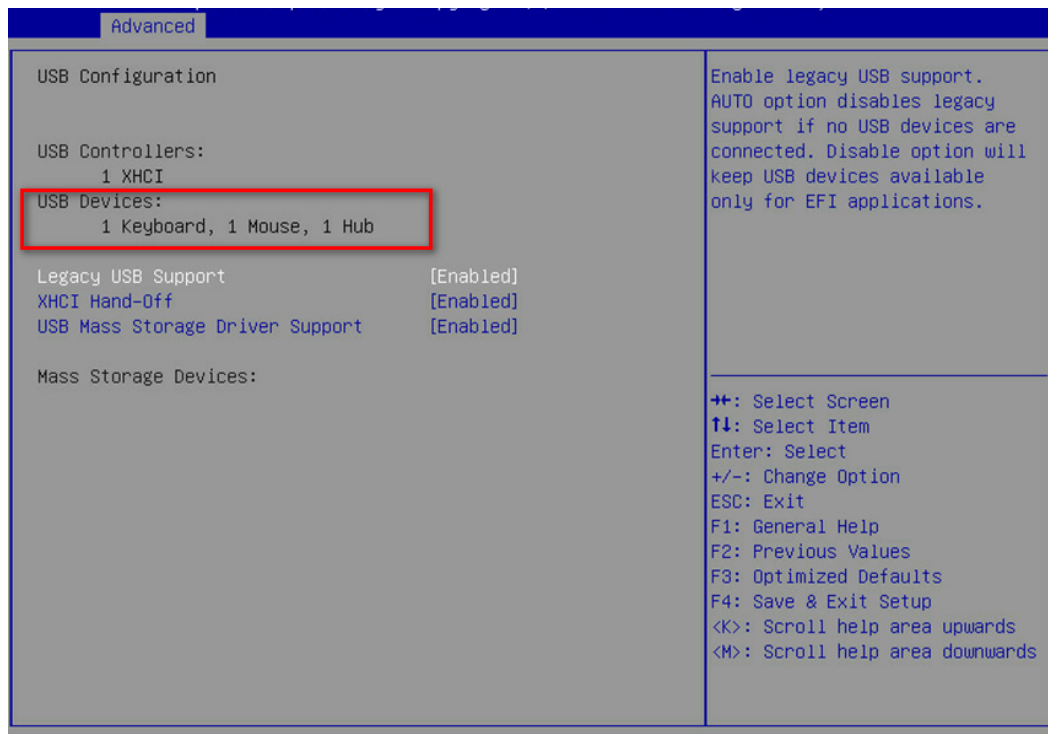 Advanced
USB Configuration
USB Controllers:
1 XHCI
USB Devices:
1 Keyboard, 1 Mouse, 1 Hub
Legacy USB Support [Enabled]
XHCI Hand-Off [Enabled]
USB Mass Storage Driver Support [Enabled]
Mass Storage Devices:
Enable legacy USB support.
AUTO option disables legacy
support if no USB devices are
connected. Disable option will
keep USB devices available
only for EFI applications.
→←: Select Screen
↑↓: Select Item
Enter: Select
+/-: Change Option
ESC: Exit
F1: General Help
F2: Previous Values
F3: Optimized Defaults
F4: Save & Exit Setup
<K>: Scroll help area upwards
<M>: Scroll help area downwards